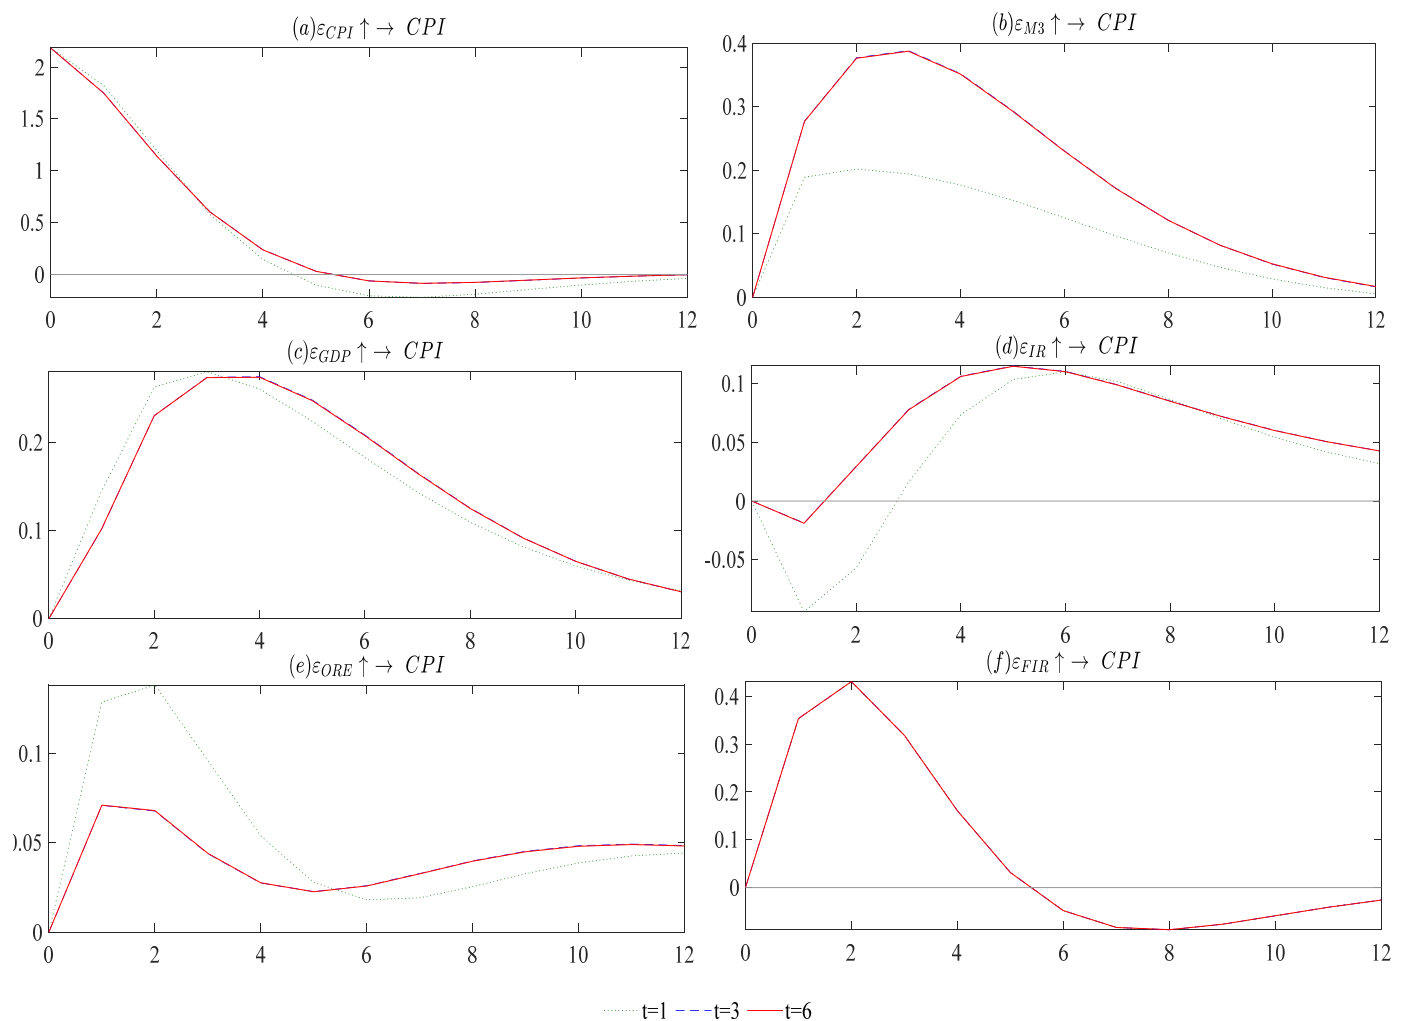 (a)ε_CPI ↑ → CPI
2
1.5
1
0.5
0
0 2 4 6 8 10 12
(b)ε_M3 ↑ → CPI
0.4
0.3
0.2
0.1
0
0 2 4 6 8 10 12
(c)ε_GDP ↑ → CPI
0.2
0.1
0
0 2 4 6 8 10 12
(d)ε_IR ↑ → CPI
0.1
0.05
0
-0.05
0 2 4 6 8 10 12
(e)ε_ORE ↑ → CPI
0.1
0.05
0
0 2 4 6 8 10 12
(f)ε_FIR ↑ → CPI
0.4
0.3
0.2
0.1
0
0 2 4 6 8 10 12
t=1 t=3 t=6